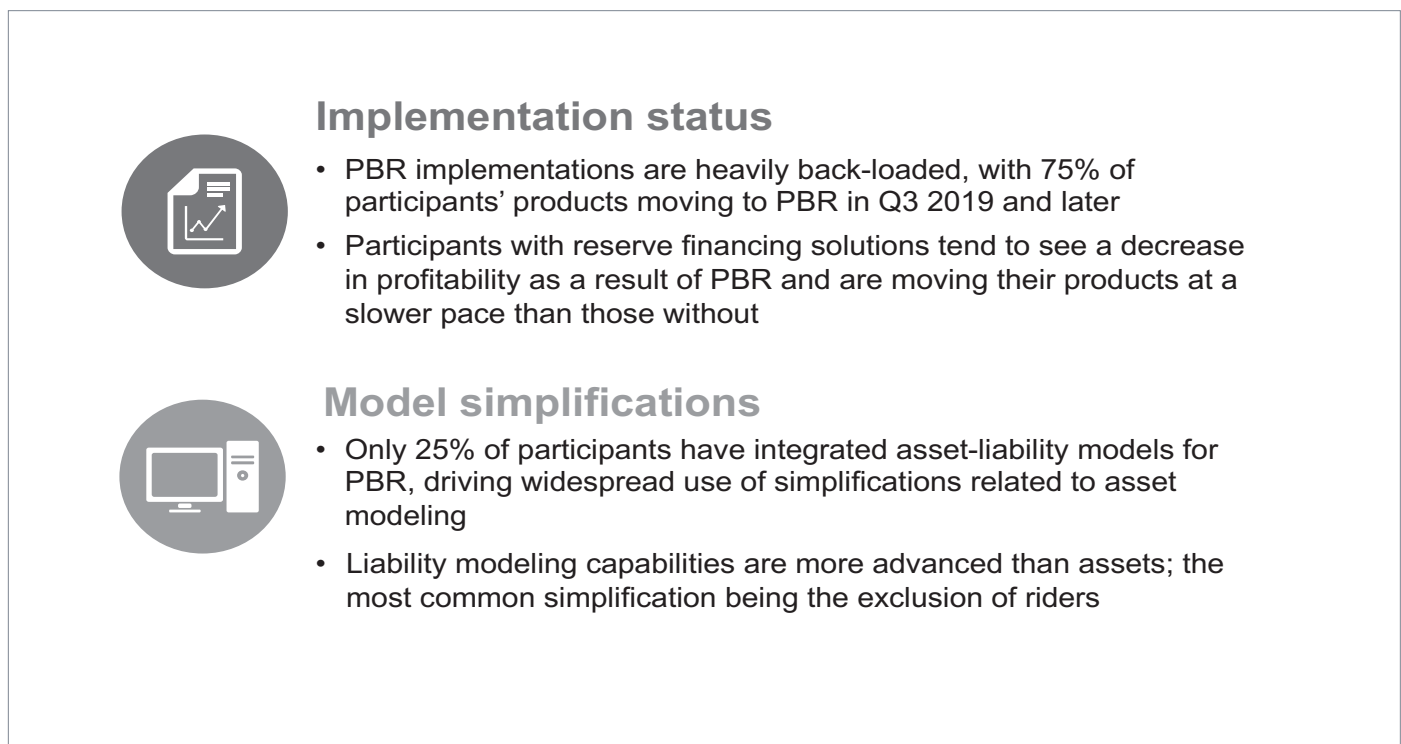 Implementation status
• PBR implementations are heavily back-loaded, with 75% of
participants’ products moving to PBR in Q3 2019 and later
• Participants with reserve financing solutions tend to see a decrease
in profitability as a result of PBR and are moving their products at a
slower pace than those without
Model simplifications
• Only 25% of participants have integrated asset-liability models for
PBR, driving widespread use of simplifications related to asset
modeling
• Liability modeling capabilities are more advanced than assets; the
most common simplification being the exclusion of riders